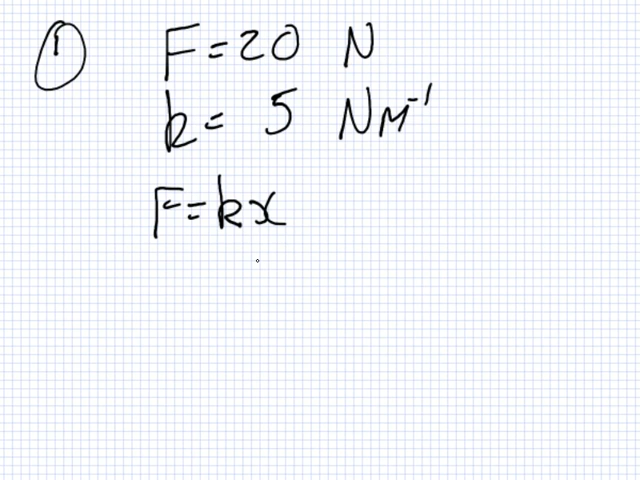 ① F = 20 N
k = 5 NM⁻¹
F = kx